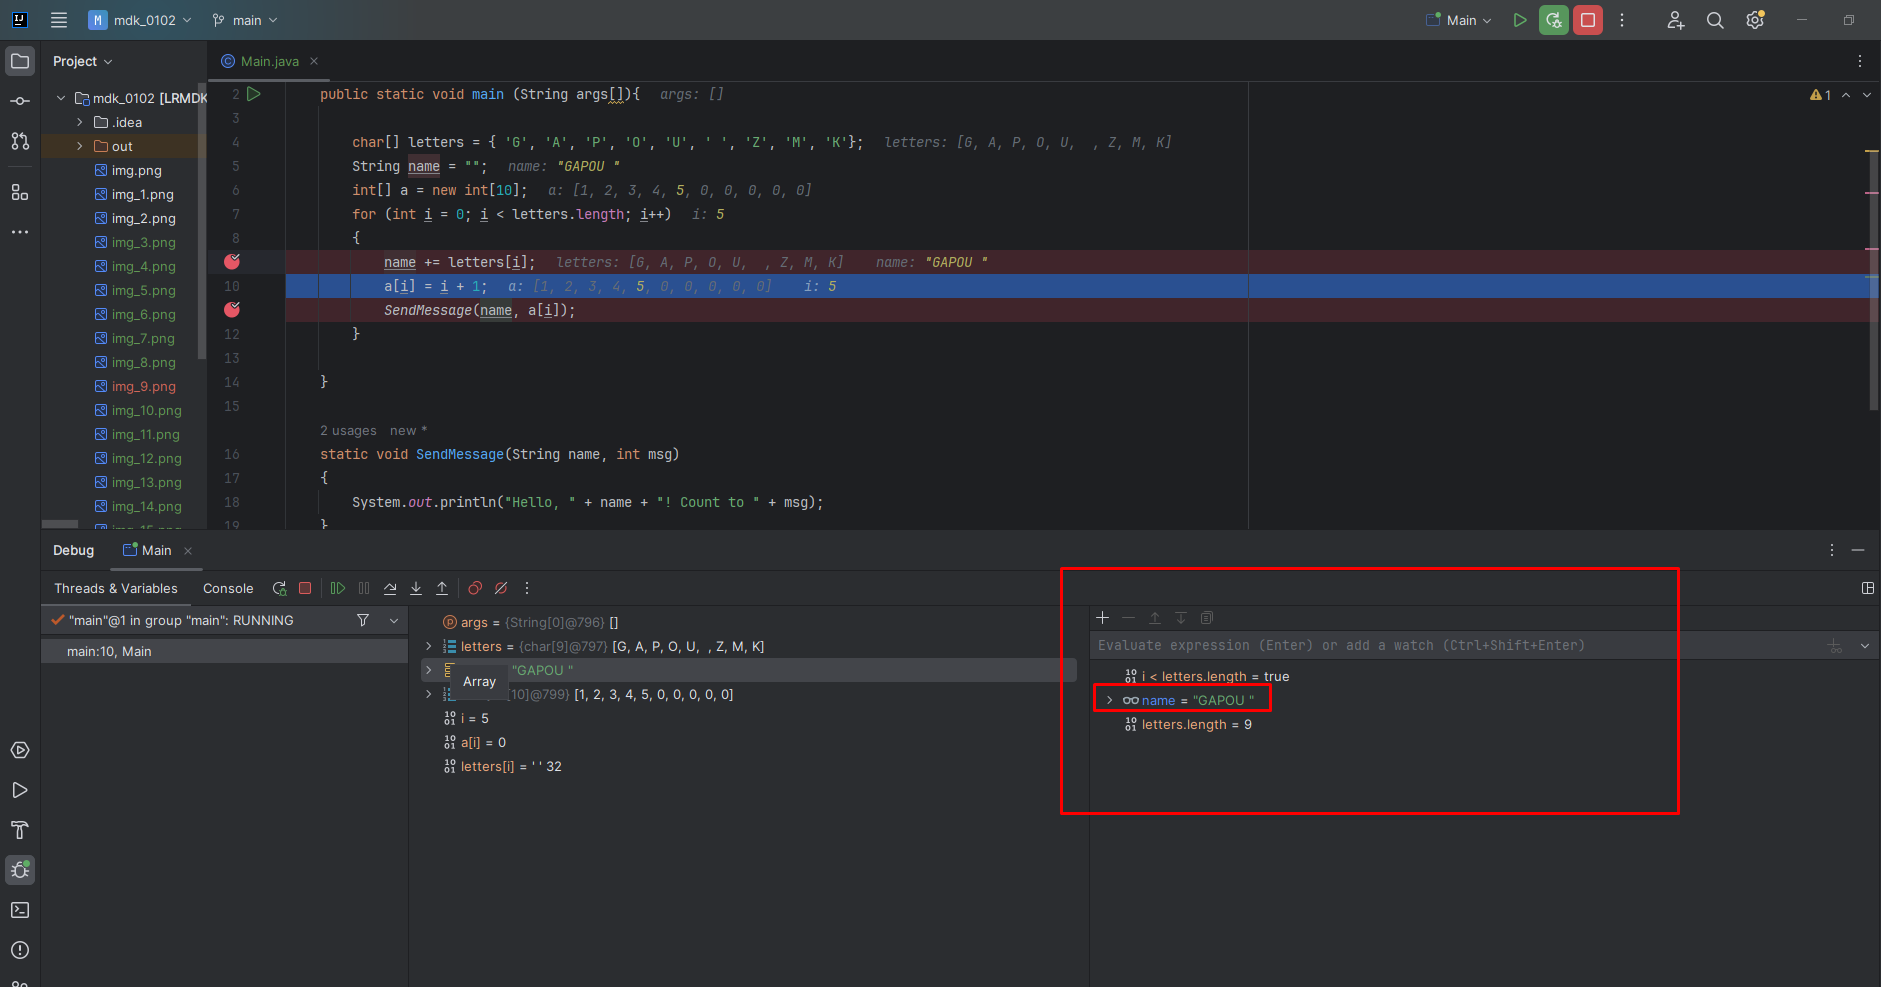 M mdk_0102 main Main
Project
Main.java
mdk_0102 [LRMDK
.idea
out
img.png
img_1.png
img_2.png
img_3.png
img_4.png
img_5.png
img_6.png
img_7.png
img_8.png
img_9.png
img_10.png
img_11.png
img_12.png
img_13.png
img_14.png
img_15.png
1
2 public static void main (String args[]){ args: []
3
4 char[] letters = { 'G', 'A', 'P', 'O', 'U', ' ', 'Z', 'M', 'K'}; letters: [G, A, P, O, U,  , Z, M, K]
5 String name = ""; name: "GAPOU "
6 int[] a = new int[10]; a: [1, 2, 3, 4, 5, 0, 0, 0, 0, 0]
7 for (int i = 0; i < letters.length; i++) i: 5
8 {
name += letters[i]; letters: [G, A, P, O, U,  , Z, M, K] name: "GAPOU "
10 a[i] = i + 1; a: [1, 2, 3, 4, 5, 0, 0, 0, 0, 0] i: 5
SendMessage(name, a[i]);
12 }
13
14 }
15
2 usages new *
16 static void SendMessage(String name, int msg)
17 {
18 System.out.println("Hello, " + name + "! Count to " + msg);
19 }
Debug Main
Threads & Variables Console
"main"@1 in group "main": RUNNING
main:10, Main
args = {String[0]@796} []
letters = {char[9]@797} [G, A, P, O, U,  , Z, M, K]
"GAPOU "
Array
[10]@799} [1, 2, 3, 4, 5, 0, 0, 0, 0, 0]
i = 5
a[i] = 0
letters[i] = ' ' 32
Evaluate expression (Enter) or add a watch (Ctrl+Shift+Enter)
i < letters.length = true
name = "GAPOU "
letters.length = 9